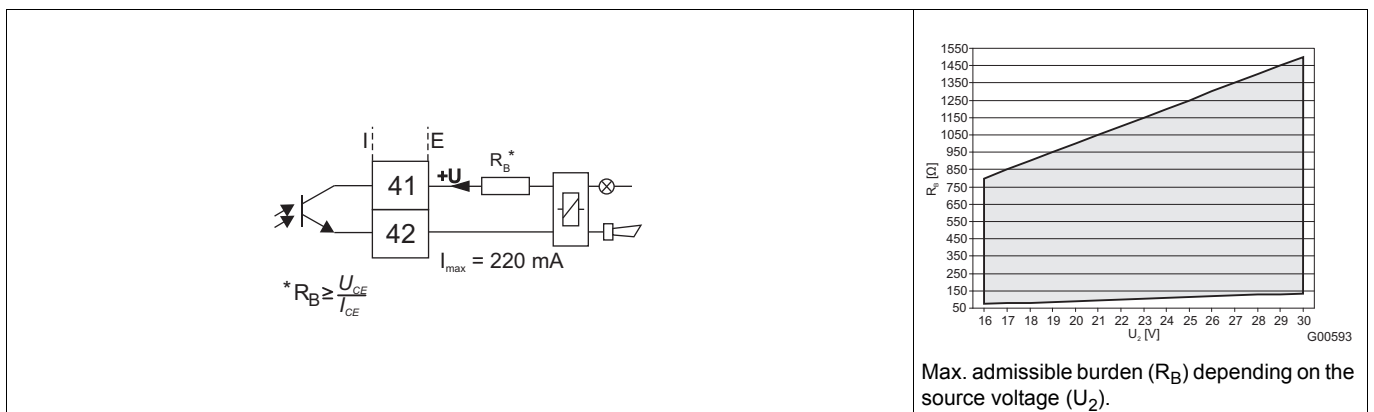 I E
41 +U R_B*
42
I_max = 220 mA
* R_B ≥ U_CE / I_CE
1550
1450
1350
1250
1150
1050
950
850
750
650
550
450
350
250
150
50
R_B [Ω]
16 17 18 19 20 21 22 23 24 25 26 27 28 29 30
U_2 [V]
G00593
Max. admissible burden (R_B) depending on the
source voltage (U_2).